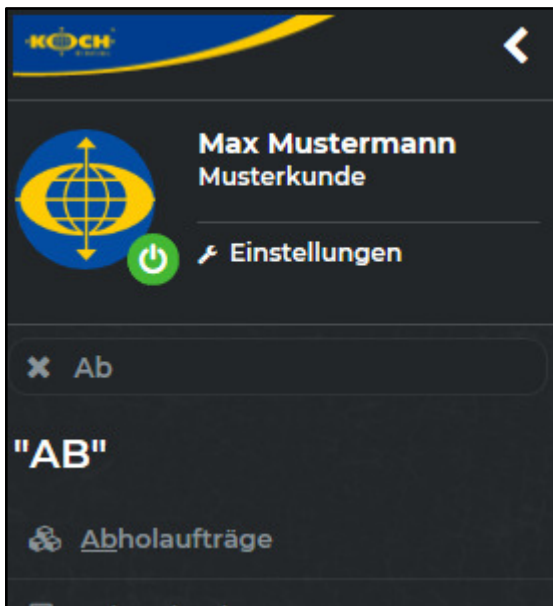 KOCH
Max Mustermann
Musterkunde
Einstellungen
Ab
"AB"
Abholaufträge